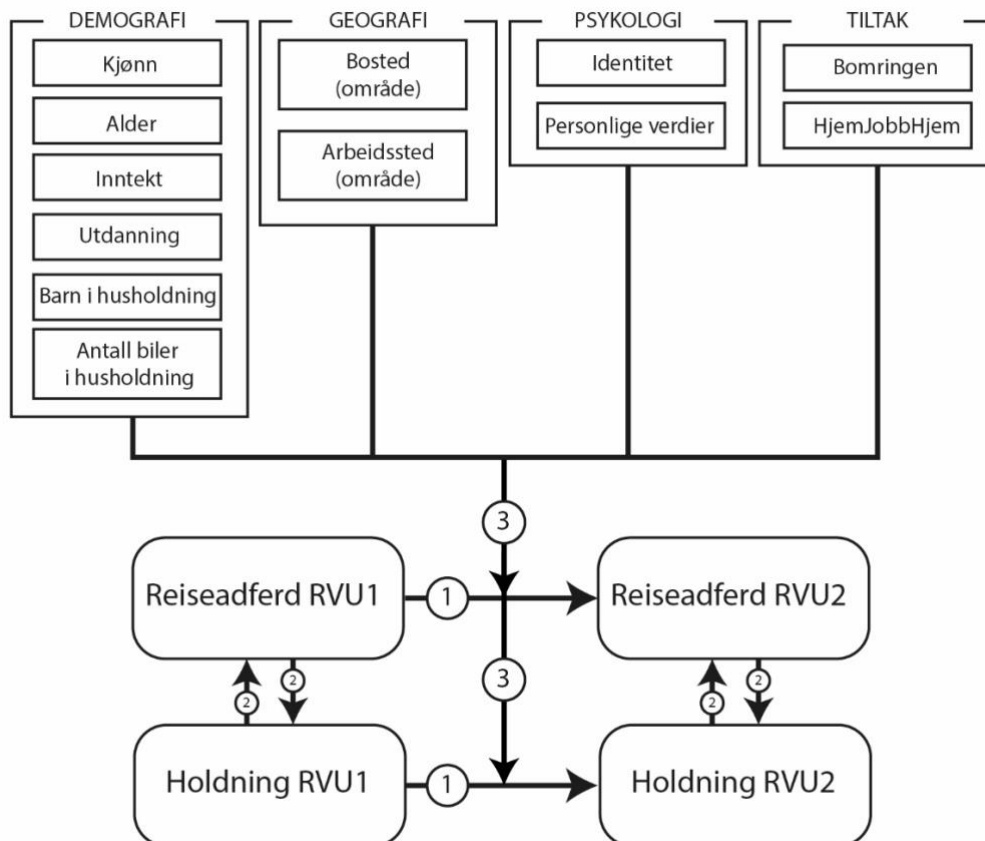 DEMOGRAFI
Kjønn
Alder
Inntekt
Utdanning
Barn i husholdning
Antall biler
i husholdning
GEOGRAFI
Bosted
(område)
Arbeidssted
(område)
PSYKOLOGI
Identitet
Personlige verdier
TILTAK
Bomringen
HjemJobbHjem
3
Reiseadferd RVU1
1
Reiseadferd RVU2
2
2
3
2
2
Holdning RVU1
1
Holdning RVU2